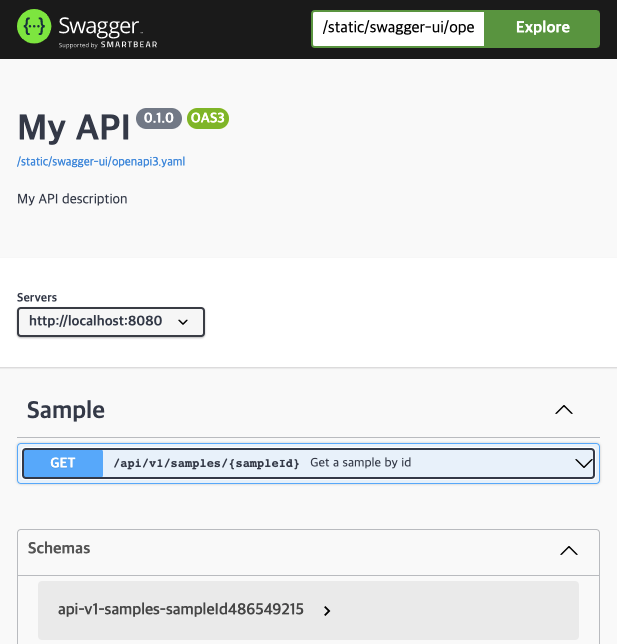 {...} Swagger
Supported by SMARTBEAR
/static/swagger-ui/ope
Explore
My API 0.1.0 OAS3
/static/swagger-ui/openapi3.yaml
My API description
Servers
http://localhost:8080
Sample
GET /api/v1/samples/{sampleId} Get a sample by id
Schemas
api-v1-samples-sampleId486549215